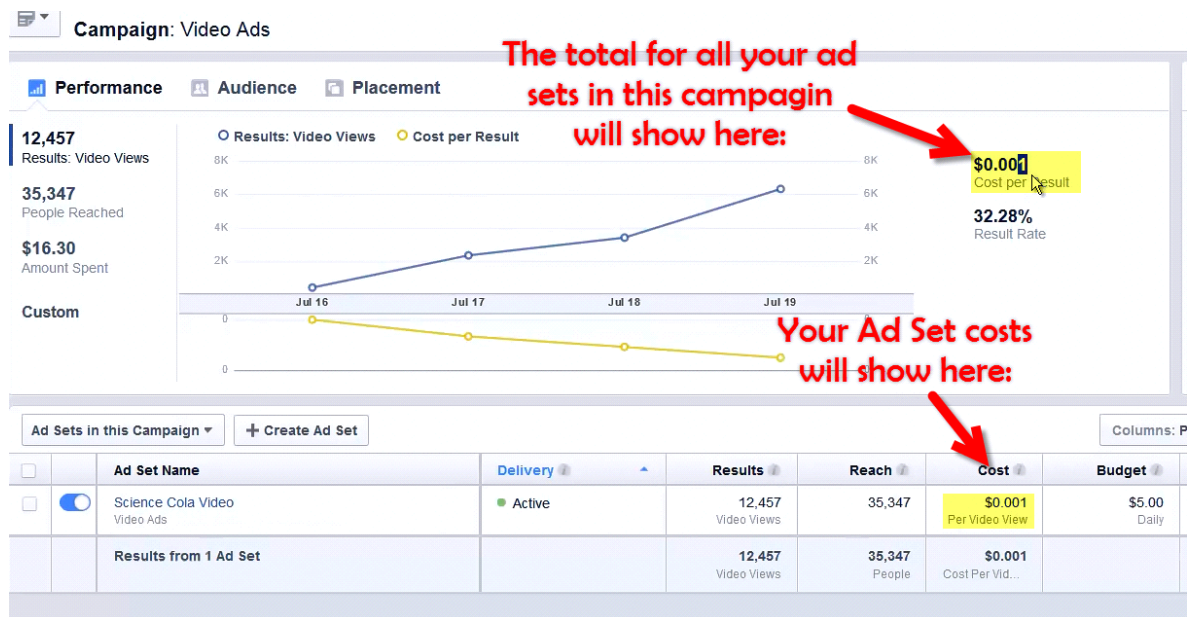 Campaign: Video Ads
The total for all your ad
sets in this campagin
will show here:
Performance
Audience
Placement
12,457
Results: Video Views
35,347
People Reached
$16.30
Amount Spent
Custom
Results: Video Views
Cost per Result
8K
6K
4K
2K
8K
6K
4K
2K
Jul 16
Jul 17
Jul 18
Jul 19
0
0
0
0
$0.001
Cost per Result
32.28%
Result Rate
Your Ad Set costs
will show here:
Ad Sets in this Campaign
+ Create Ad Set
Columns: P
Ad Set Name Delivery Results Reach Cost Budget
Science Cola Video Active 12,457 35,347 $0.001 $5.00
Video Ads Video Views Per Video View Daily
Results from 1 Ad Set 12,457 35,347 $0.001
Video Views People Cost Per Vid...